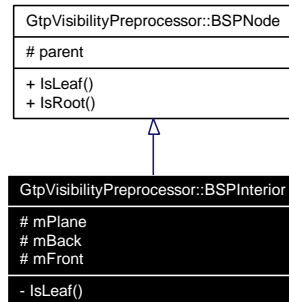 GtpVisibilityPreprocessor::BSPNode
# parent
+ IsLeaf()
+ IsRoot()
GtpVisibilityPreprocessor::BSPInterior
# mPlane
# mBack
# mFront
- IsLeaf()